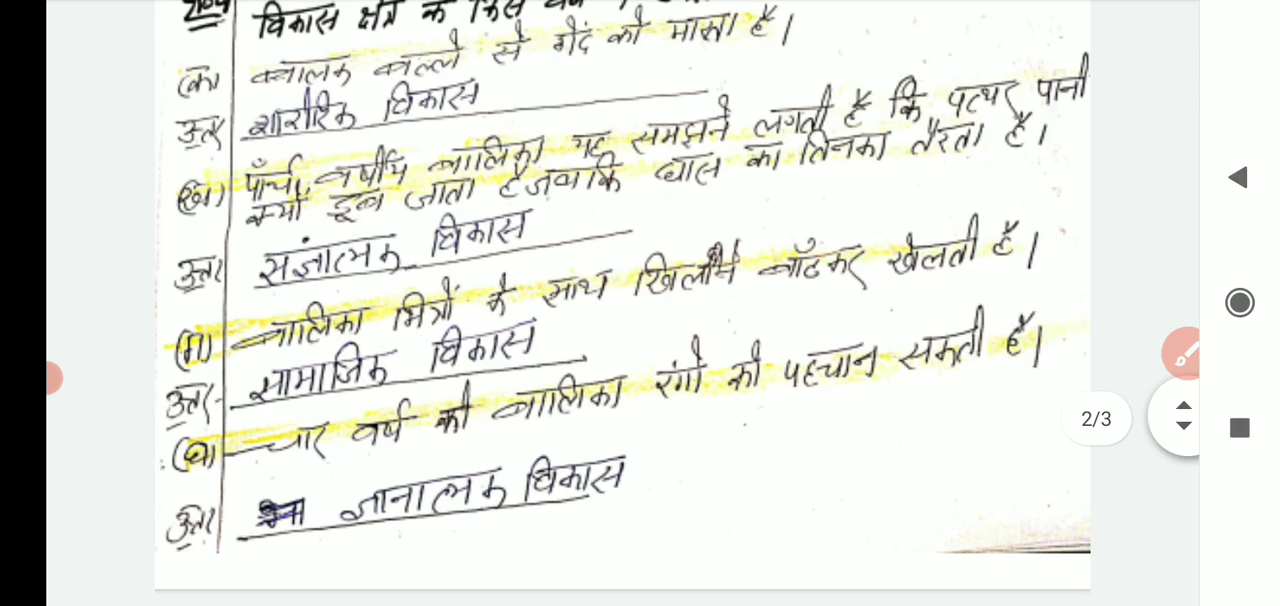 विकास क्षेत्र के किस
(क) बालक बल्ले से गेंद को मारता है।
उत्तर शारीरिक विकास
(ख) पाँच वर्षीय बालिका यह समझने लगती है कि पत्थर पानी
क्यों डूब जाता है जबकि घास का तिनका तैरता है।
उत्तर संज्ञात्मक विकास
(ग) बालिका मित्रों के साथ खिलौने बाँटकर खेलती है।
उत्तर- सामाजिक विकास
(घ) चार वर्ष की बालिका रंगो को पहचान सकती है।
उत्तर ज्ञानात्मक विकास
2/3